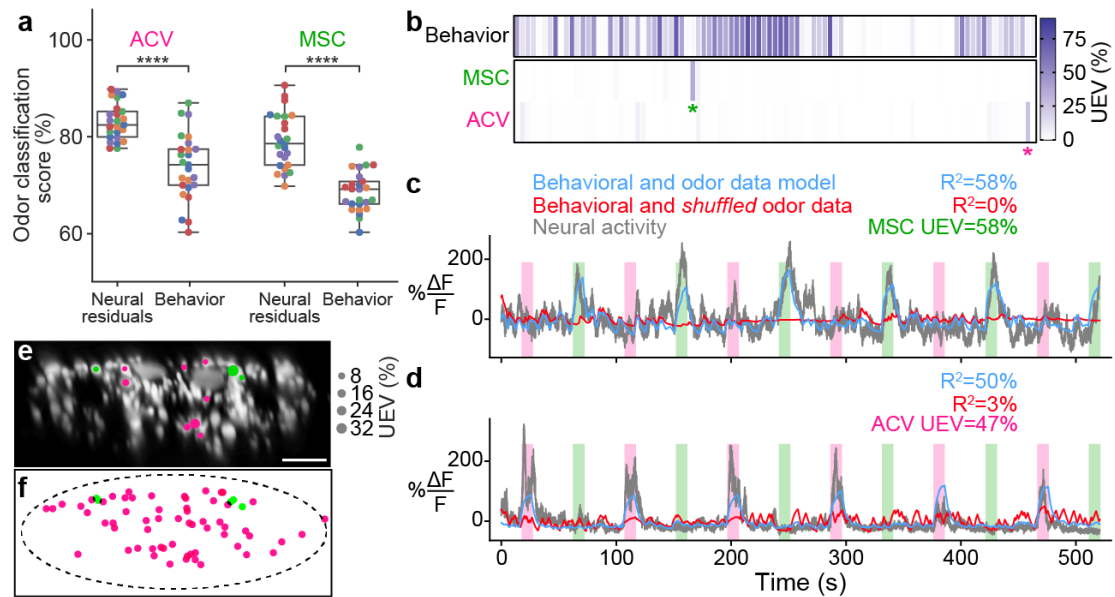 a
Odor classification
score (%)
100
80
60
ACV
MSC
****
****
Neural
residuals
Behavior
Neural
residuals
Behavior
b
Behavior
MSC
ACV
*
*
75
50
25
0
UEV (%)
c
Behavioral and odor data model
R²=58%
Behavioral and shuffled odor data
R²=0%
Neural activity
MSC UEV=58%
200
0
%ΔF/F
d
R²=50%
R²=3%
ACV UEV=47%
200
0
%ΔF/F
0
100
200
300
400
500
Time (s)
e
8
16
24
32
UEV (%)
f